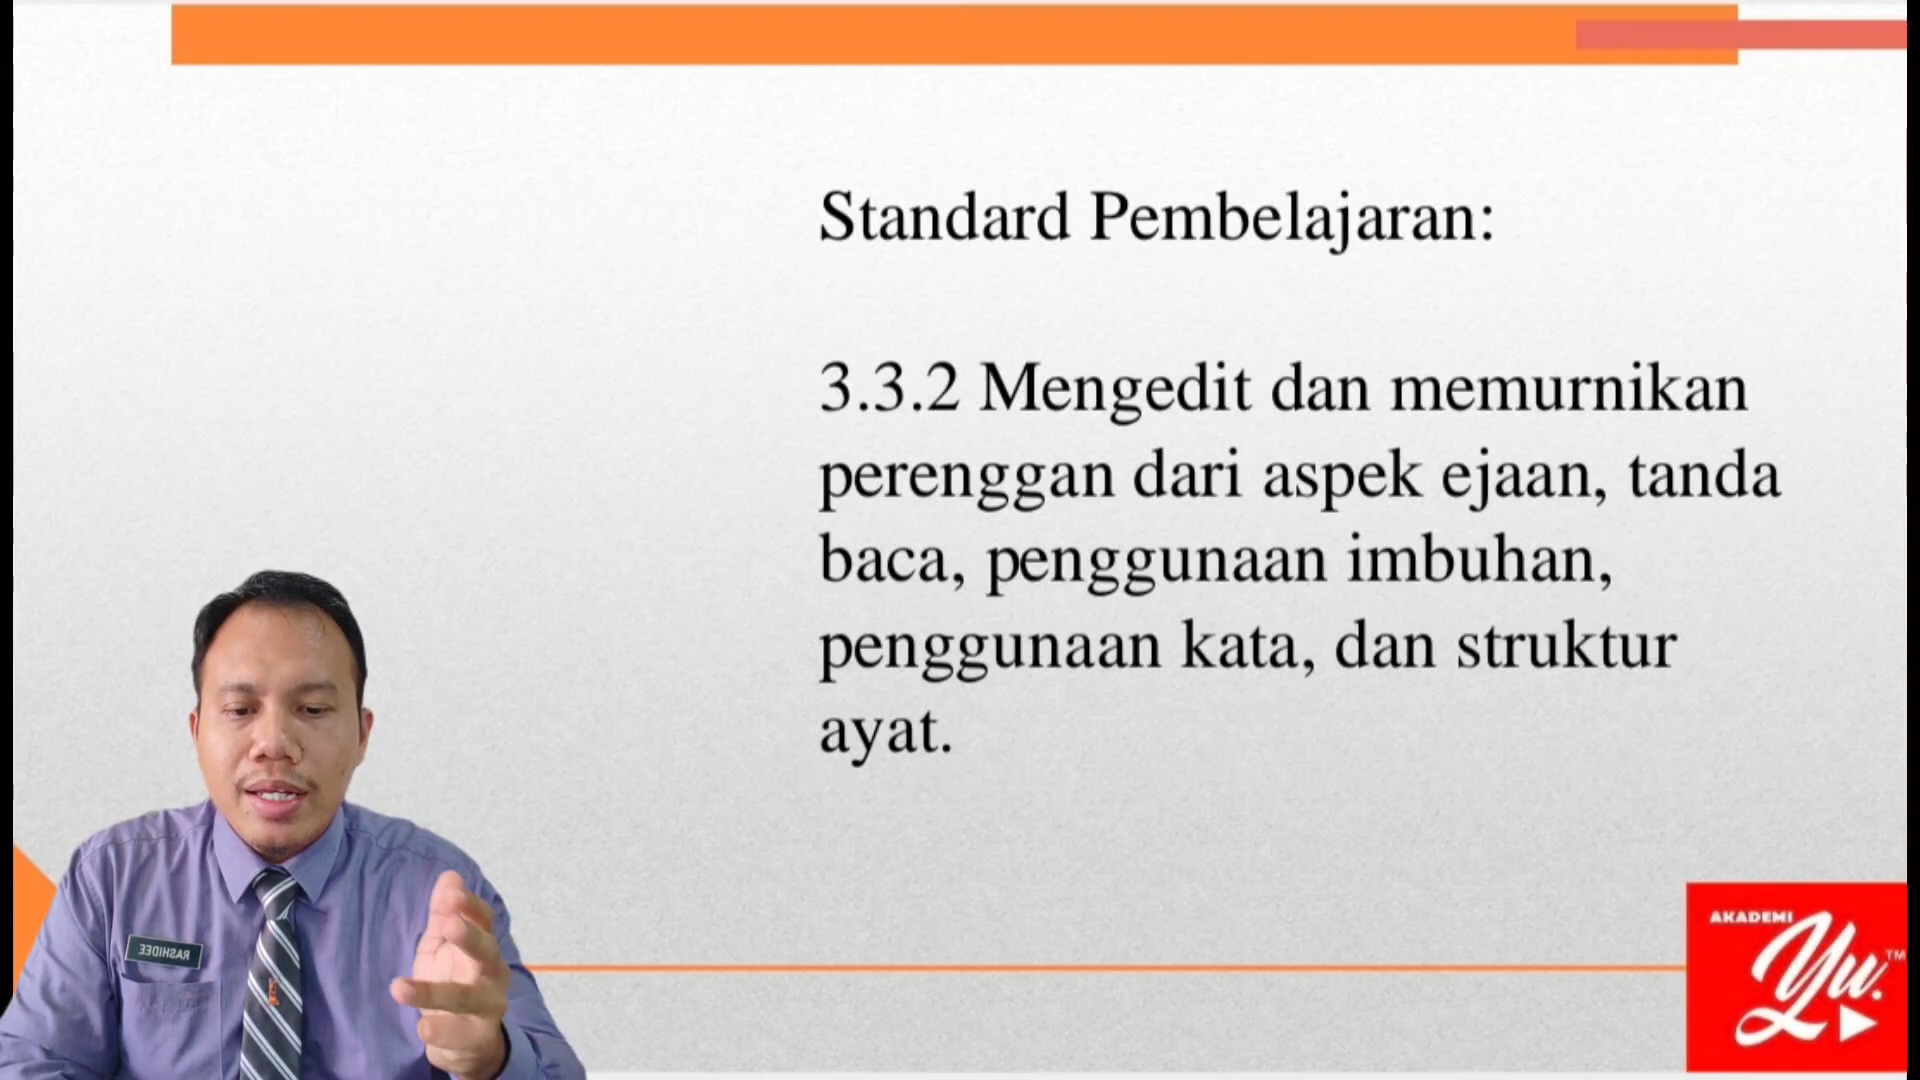 Standard Pembelajaran:
3.3.2 Mengedit dan memurnikan
perenggan dari aspek ejaan, tanda
baca, penggunaan imbuhan,
penggunaan kata, dan struktur
ayat.
RASHIDEE
AKADEMI
Yu.™